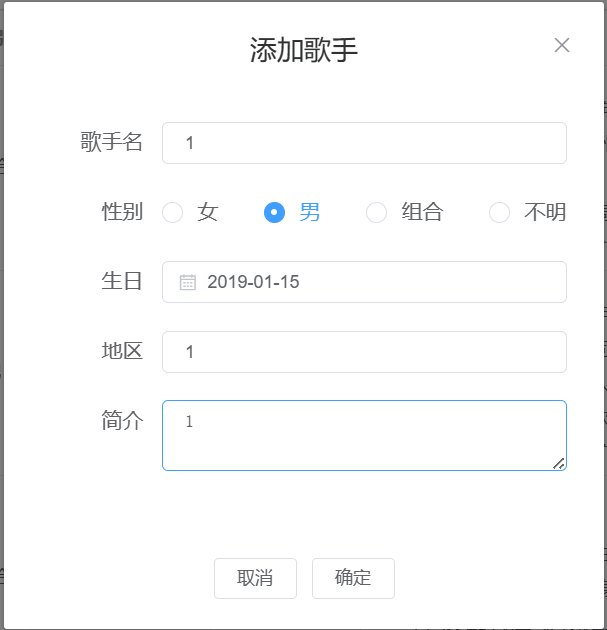 添加歌手
歌手名 1
性别 女 男 组合 不明
生日 2019-01-15
地区 1
简介 1
取消 确定